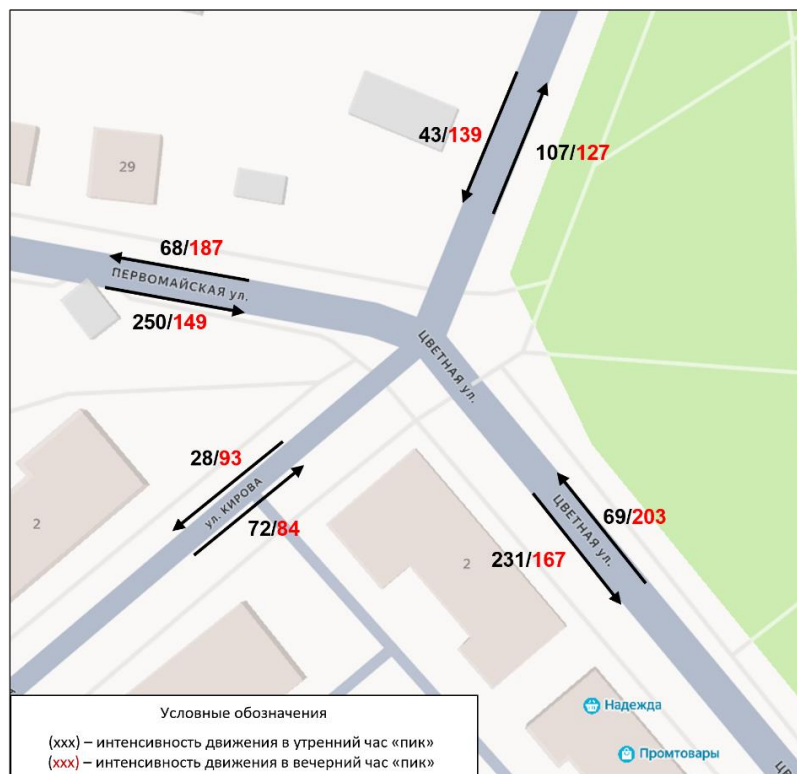 43/139
107/127
29
68/187
ПЕРВОМАЙСКАЯ ул.
250/149
ЦВЕТНАЯ ул.
28/93
ул. КИРОВА
72/84
2
2
69/203
ЦВЕТНАЯ ул.
231/167
Надежда
Промтовары
Условные обозначения
(xxx) – интенсивность движения в утренний час «пик»
(xxx) – интенсивность движения в вечерний час «пик»